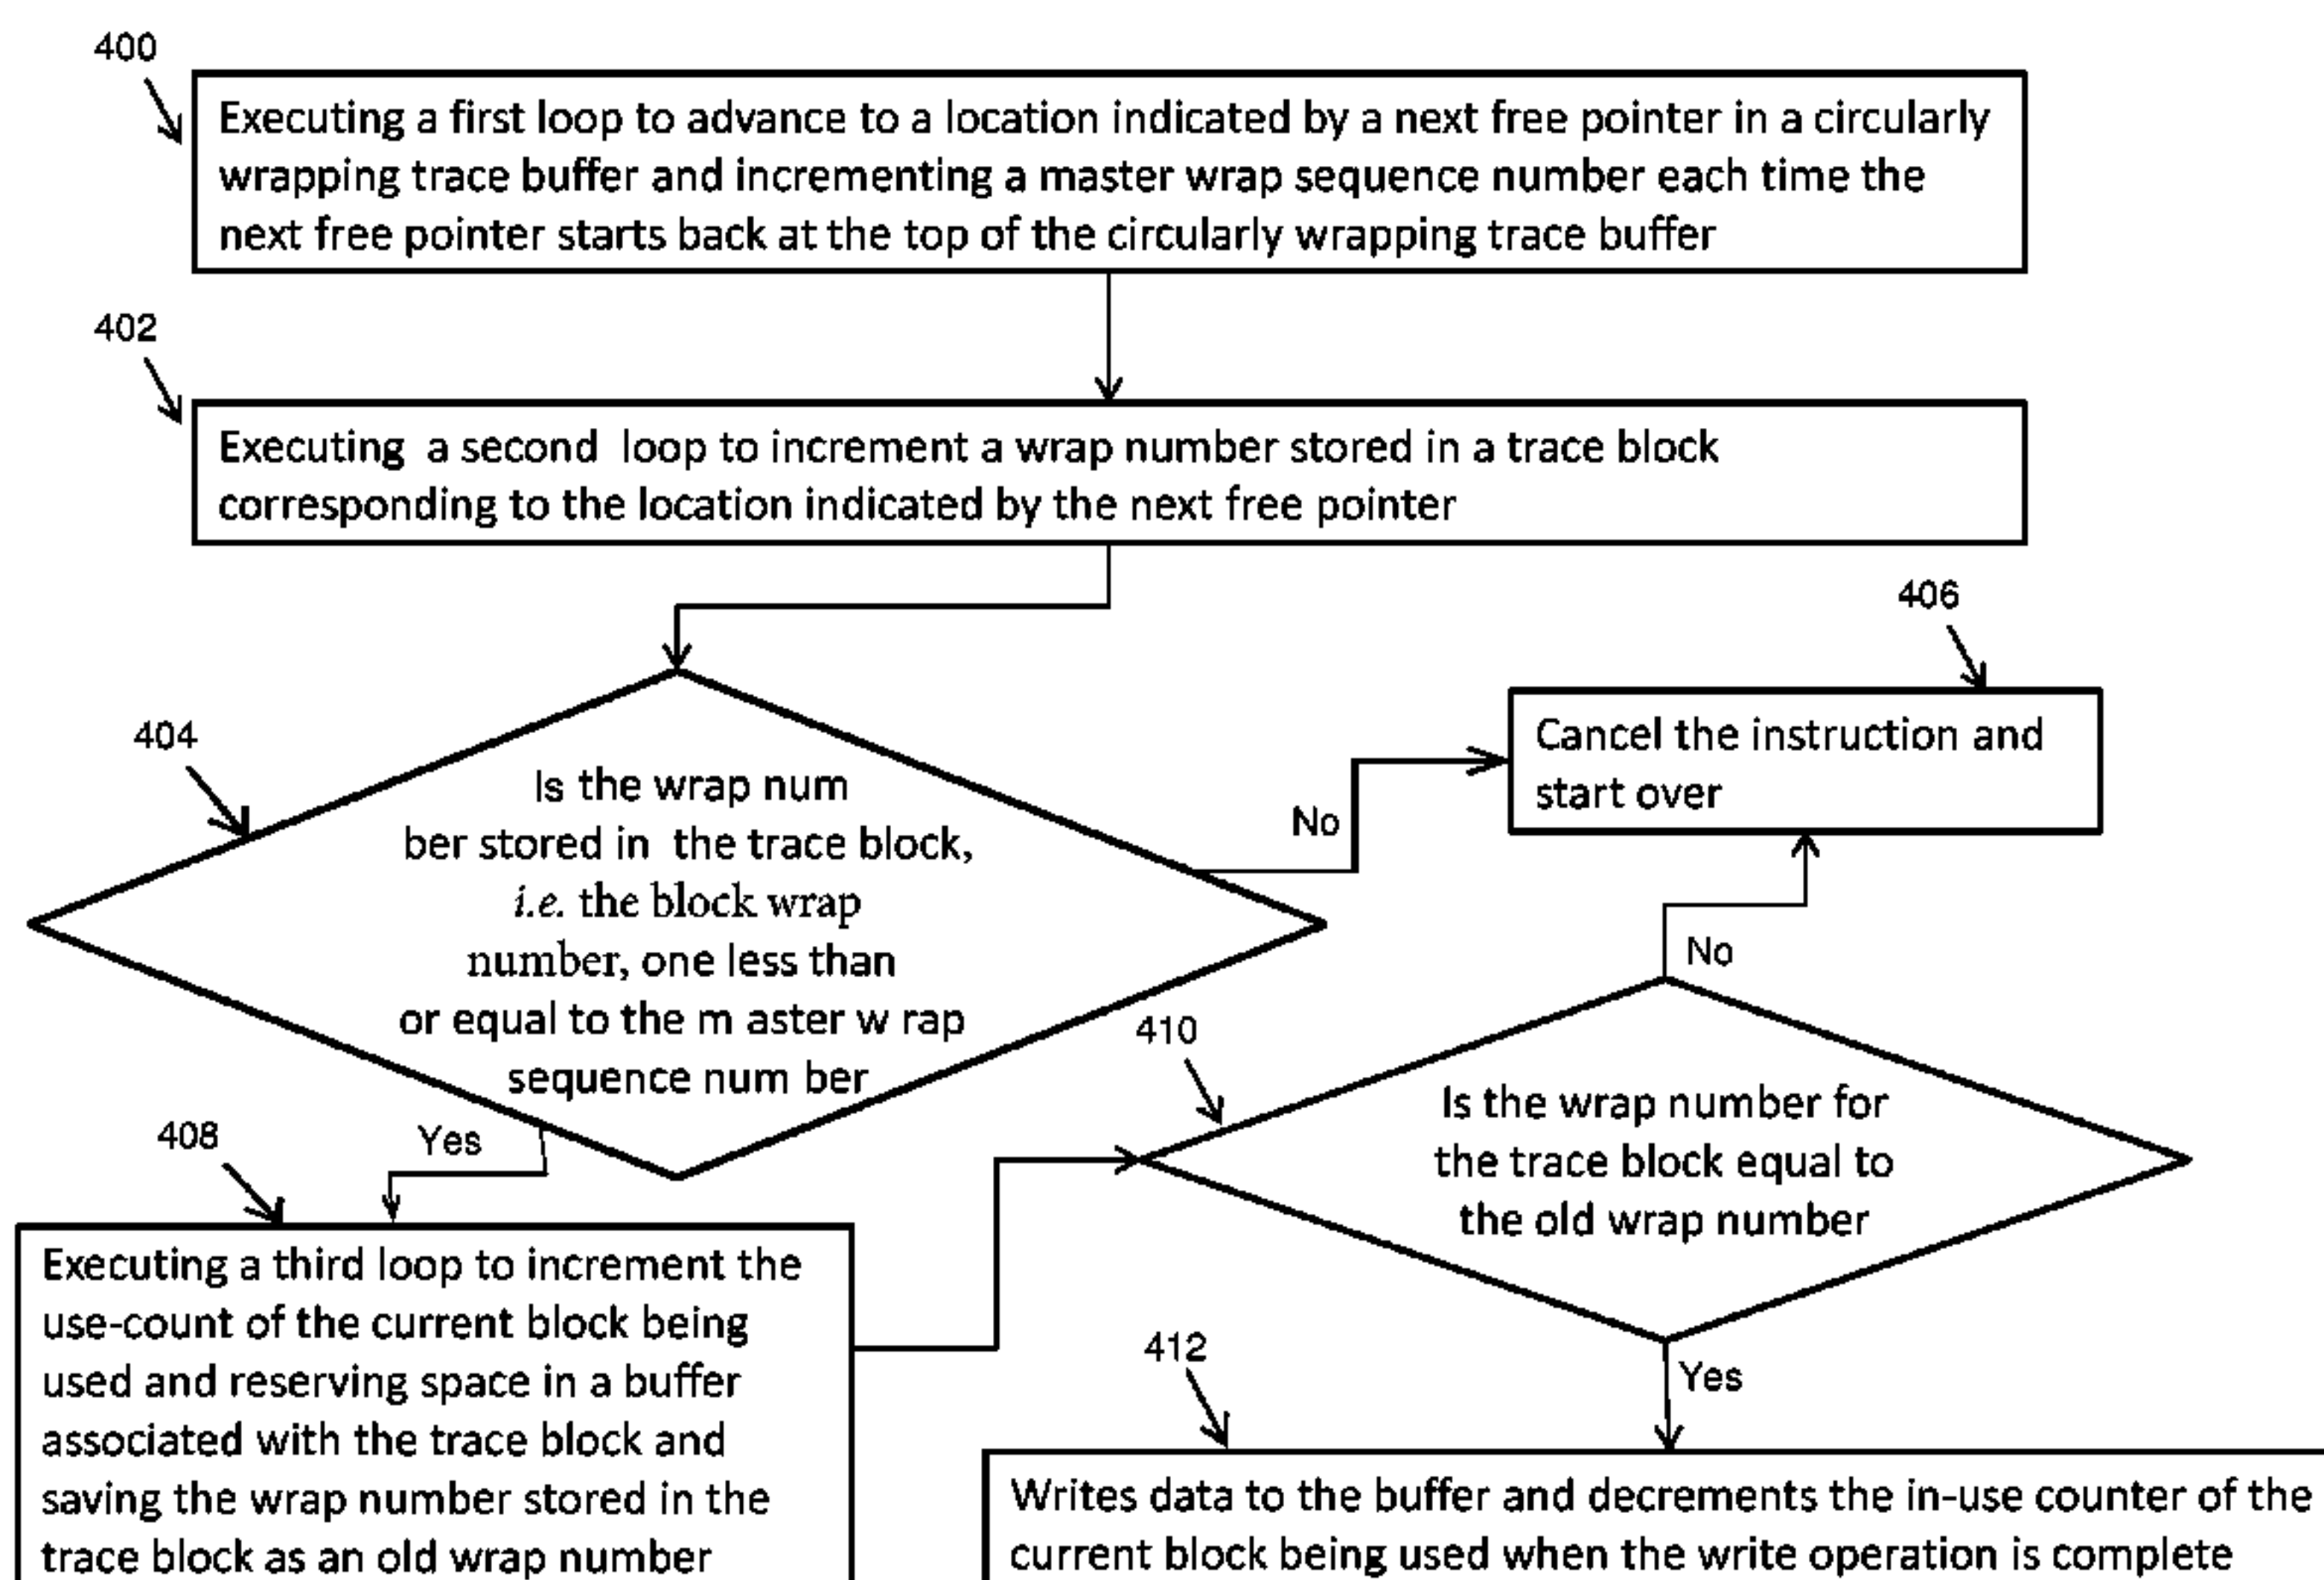 400
Executing a first loop to advance to a location indicated by a next free pointer in a circularly
wrapping trace buffer and incrementing a master wrap sequence number each time the
next free pointer starts back at the top of the circularly wrapping trace buffer
402
Executing a second loop to increment a wrap number stored in a trace block
corresponding to the location indicated by the next free pointer
406
Cancel the instruction and
start over
404
Is the wrap num
ber stored in the trace block,
i.e. the block wrap
number, one less than
or equal to the m aster w rap
sequence num ber
No
No
Yes
410
Is the wrap number for
the trace block equal to
the old wrap number
408
Executing a third loop to increment the
use-count of the current block being
used and reserving space in a buffer
associated with the trace block and
saving the wrap number stored in the
trace block as an old wrap number
Yes
412
Writes data to the buffer and decrements the in-use counter of the
current block being used when the write operation is complete